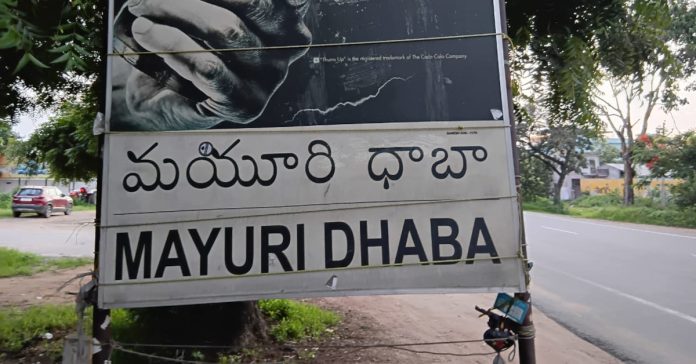 "Thums Up" is the registered trademark of The Coca Cola Company
మయూరి ధాబా
MAYURI DHABA